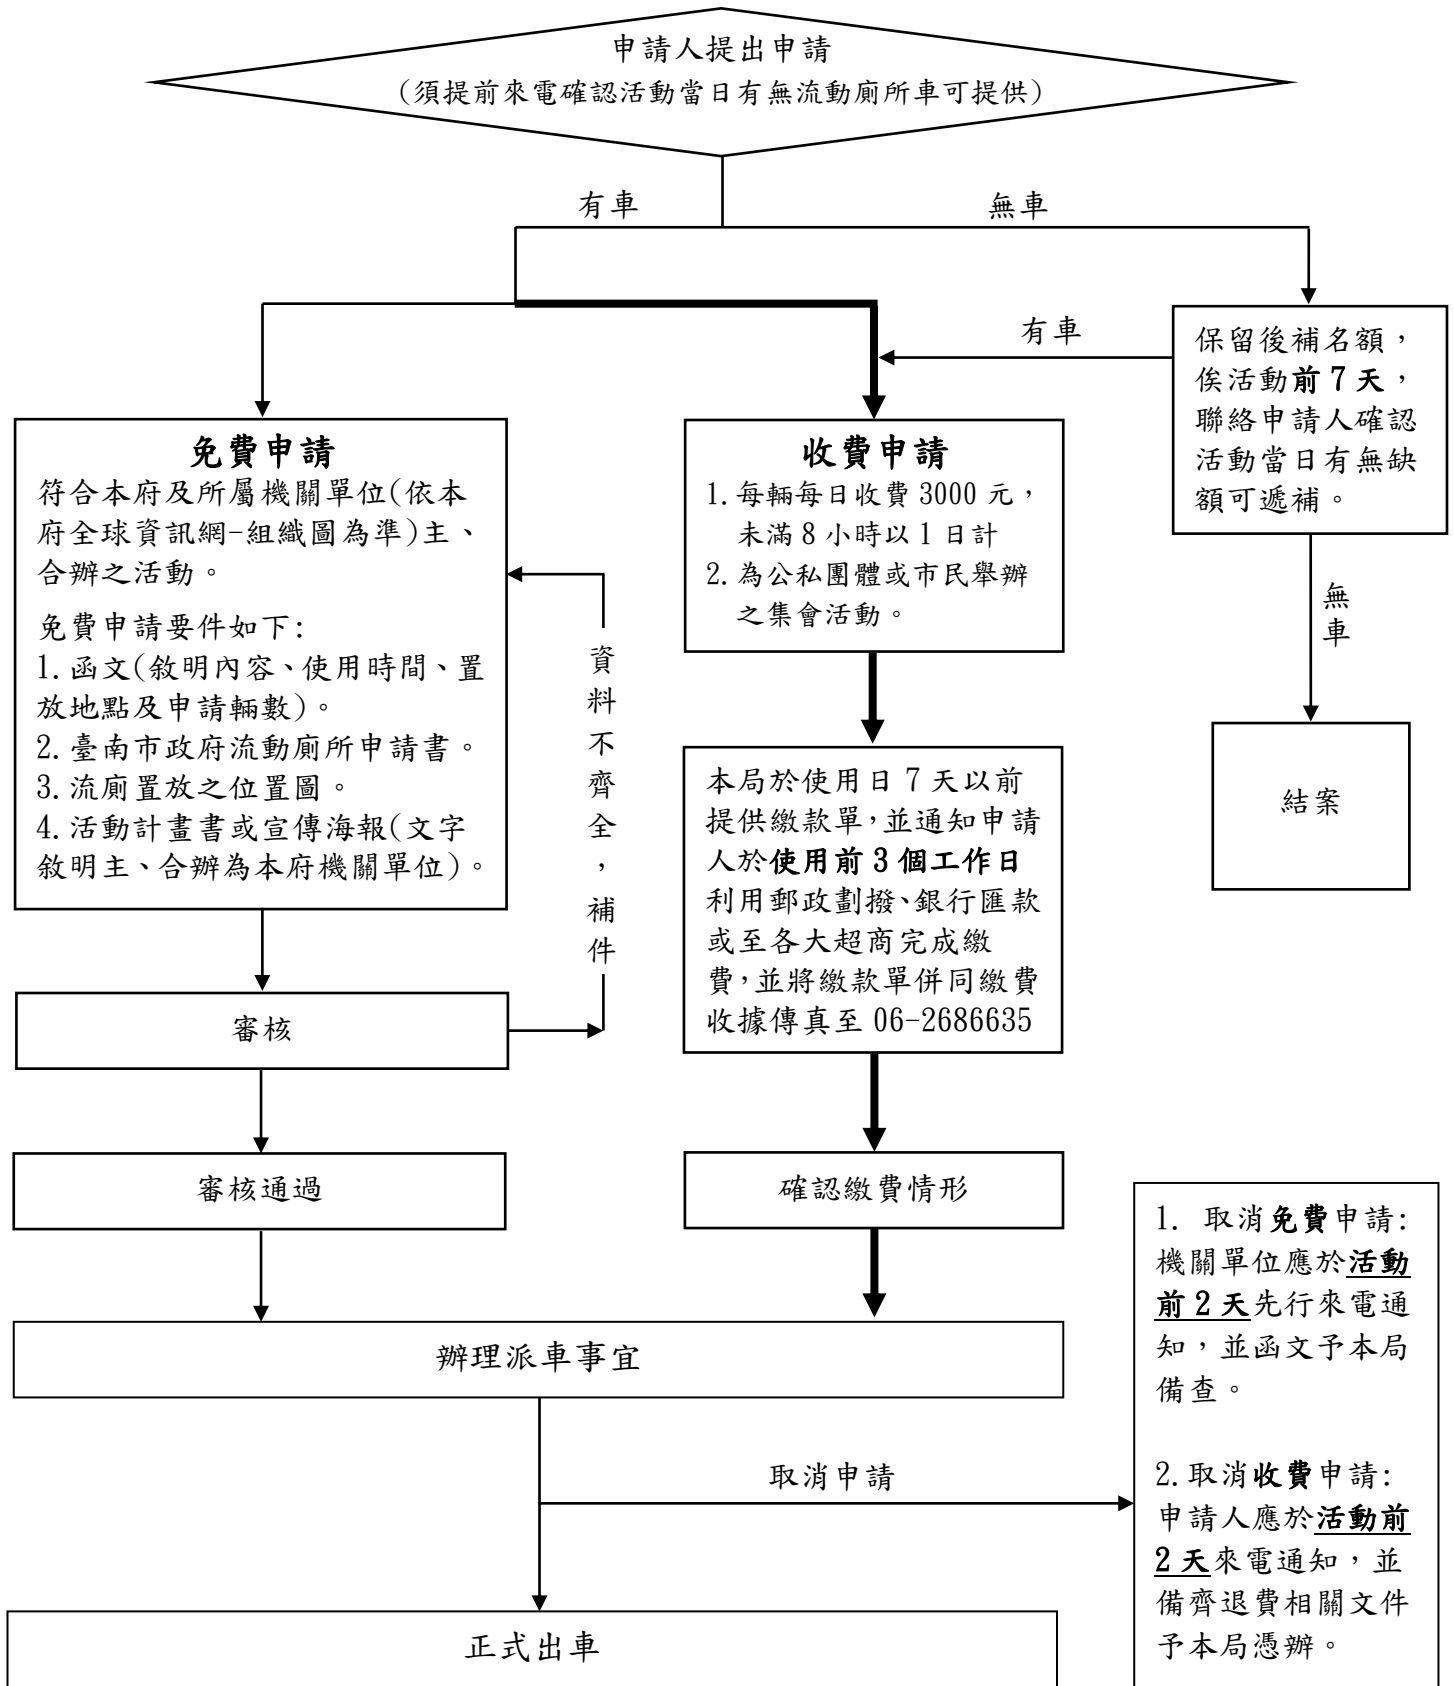 申請人提出申請
(須提前來電確認活動當日有無流動廁所車可提供)
有車
無車
有車
保留後補名額，
俟活動前7天，
聯絡申請人確認
活動當日有無缺
額可遞補。
免費申請
符合本府及所屬機關單位(依本
府全球資訊網-組織圖為準)主、
合辦之活動。
免費申請要件如下:
1.函文(敘明內容、使用時間、置
放地點及申請輛數)。
2.臺南市政府流動廁所申請書。
3.流廁置放之位置圖。
4.活動計畫書或宣傳海報(文字
敘明主、合辦為本府機關單位)。
資料不齊全，補件
收費申請
1.每輛每日收費3000元，
未滿8小時以1日計
2.為公私團體或市民舉辦
之集會活動。
無車
結案
本局於使用日7天以前
提供繳款單，並通知申請
人於使用前3個工作日
利用郵政劃撥、銀行匯款
或至各大超商完成繳
費，並將繳款單併同繳費
收據傳真至06-2686635
審核
審核通過
確認繳費情形
辦理派車事宜
取消申請
1. 取消免費申請:
機關單位應於活動
前2天先行來電通
知，並函文予本局
備查。
2.取消收費申請:
申請人應於活動前
2天來電通知，並
備齊退費相關文件
予本局憑辦。
正式出車